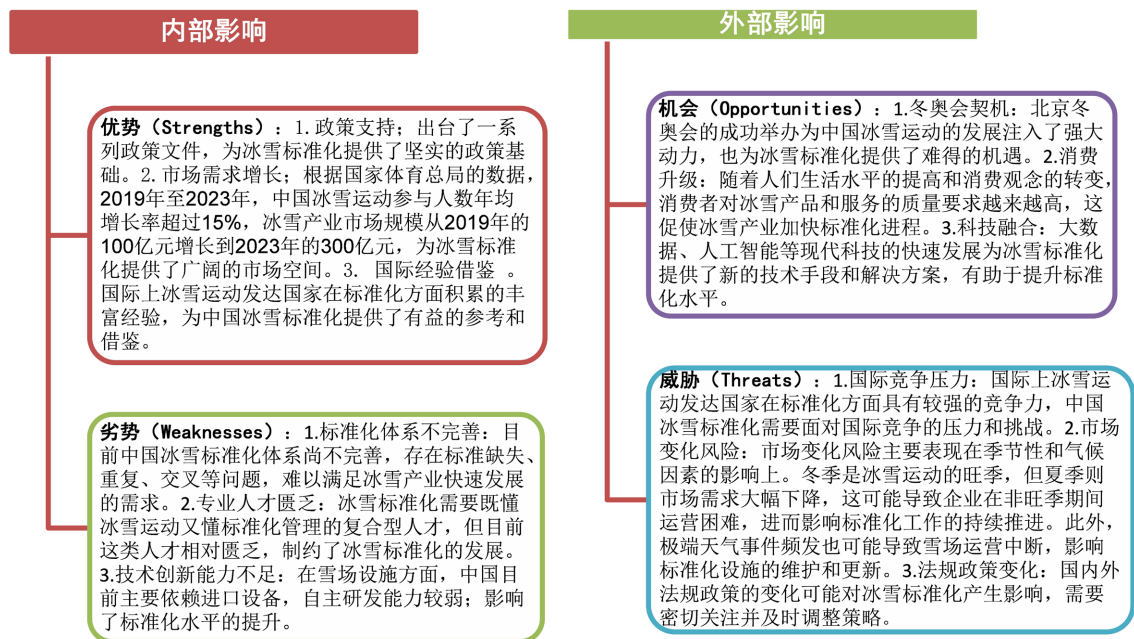 内部影响
优势（Strengths）：1.政策支持；出台了一系
列政策文件，为冰雪标准化提供了坚实的政策基
础。2.市场需求增长；根据国家体育总局的数据，
2019年至2023年，中国冰雪运动参与人数年均
增长率超过15%，冰雪产业市场规模从2019年的
100亿元增长到2023年的300亿元，为冰雪标准
化提供了广阔的市场空间。3. 国际经验借鉴 。
国际上冰雪运动发达国家在标准化方面积累的丰
富经验，为中国冰雪标准化提供了有益的参考和
借鉴。
劣势（Weaknesses）：1.标准化体系不完善：目
前中国冰雪标准化体系尚不完善，存在标准缺失、
重复、交叉等问题，难以满足冰雪产业快速发展
的需求。2.专业人才匮乏：冰雪标准化需要既懂
冰雪运动又懂标准化管理的复合型人才，但目前
这类人才相对匮乏，制约了冰雪标准化的发展。
3.技术创新能力不足：在雪场设施方面，中国目
前主要依赖进口设备，自主研发能力较弱；影响
了标准化水平的提升。
外部影响
机会（Opportunities）：1.冬奥会契机：北京冬
奥会的成功举办为中国冰雪运动的发展注入了强大
动力，也为冰雪标准化提供了难得的机遇。2.消费
升级：随着人们生活水平的提高和消费观念的转变，
消费者对冰雪产品和服务的质量要求越来越高，这
促使冰雪产业加快标准化进程。3.科技融合：大数
据、人工智能等现代科技的快速发展为冰雪标准化
提供了新的技术手段和解决方案，有助于提升标准
化水平。
威胁（Threats）：1.国际竞争压力：国际上冰雪运
动发达国家在标准化方面具有较强的竞争力，中国
冰雪标准化需要面对国际竞争的压力和挑战。2.市场
变化风险：市场变化风险主要表现在季节性和气候
因素的影响上。冬季是冰雪运动的旺季，但夏季则
市场需求大幅下降，这可能导致企业在非旺季期间
运营困难，进而影响标准化工作的持续推进。此外，
极端天气事件频发也可能导致雪场运营中断，影响
标准化设施的维护和更新。3.法规政策变化：国内外
法规政策的变化可能对冰雪标准化产生影响，需要
密切关注并及时调整策略。